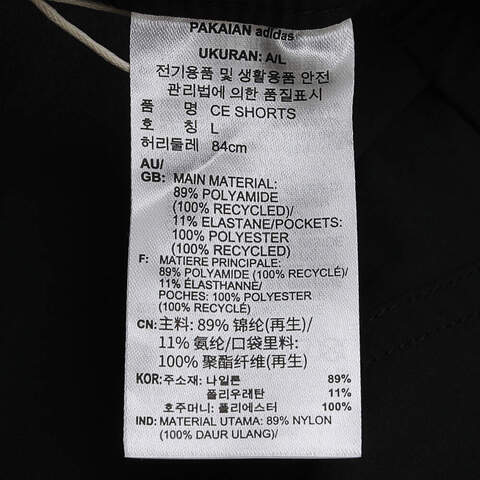 PAKAIAN adidas
UKURAN: A/L
전기용품 및 생활용품 안전
관리법에 의한 품질표시
품 명 CE SHORTS
호 칭 L
허리둘레 84cm
AU/
GB: MAIN MATERIAL:
89% POLYAMIDE
(100% RECYCLED)/
11% ELASTANE/POCKETS:
100% POLYESTER
(100% RECYCLED)
F: MATIERE PRINCIPALE:
89% POLYAMIDE (100% RECYCLÉ)/
11% ÉLASTHANNE/
POCHES: 100% POLYESTER
(100% RECYCLÉ)
CN: 主料: 89% 锦纶(再生)/
11% 氨纶/口袋里料:
100% 聚酯纤维(再生)
KOR: 주소재: 나일론 89%
폴리우레탄 11%
호주머니: 폴리에스터 100%
IND: MATERIAL UTAMA: 89% NYLON
(100% DAUR ULANG)/